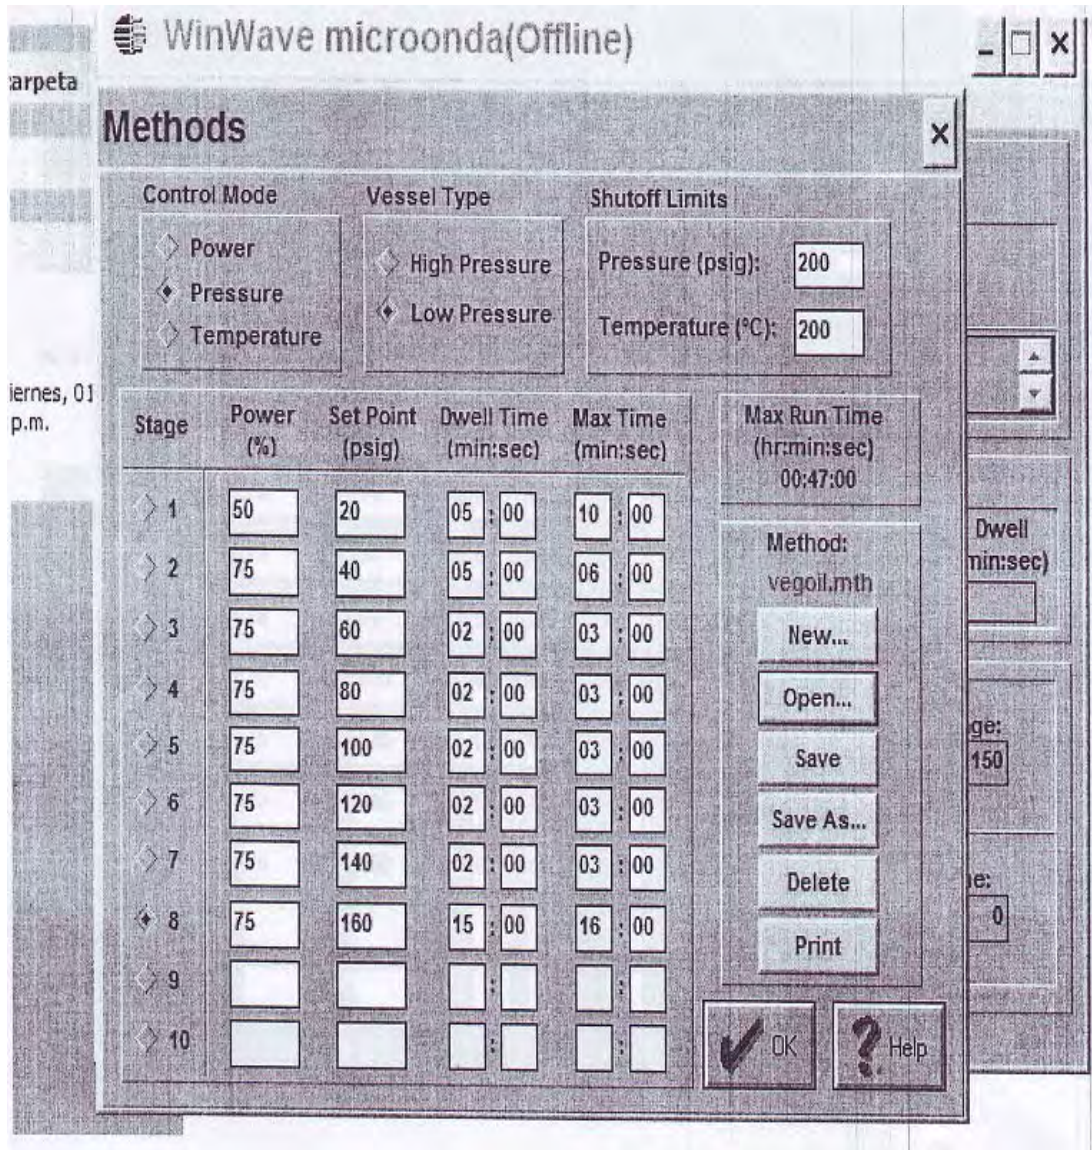 WinWave microonda(Offline)
arpeta
Methods
Control Mode
Power
Pressure
Temperature
Vessel Type
High Pressure
Low Pressure
Shutoff Limits
Pressure (psig): 200
Temperature (°C): 200
iernes, 01
p.m.
Stage Power (%) Set Point (psig) Dwell Time (min:sec) Max Time (min:sec)
1 50 20 05 : 00 10 : 00
2 75 40 05 : 00 06 : 00
3 75 60 02 : 00 03 : 00
4 75 80 02 : 00 03 : 00
5 75 100 02 : 00 03 : 00
6 75 120 02 : 00 03 : 00
7 75 140 02 : 00 03 : 00
8 75 160 15 : 00 16 : 00
9 : :
10 : :
Max Run Time
(hr:min:sec)
00:47:00
Method:
vegoil.mth
New...
Open...
Save
Save As...
Delete
Print
OK
Help
Dwell
min:sec)
ge:
150
ne:
0